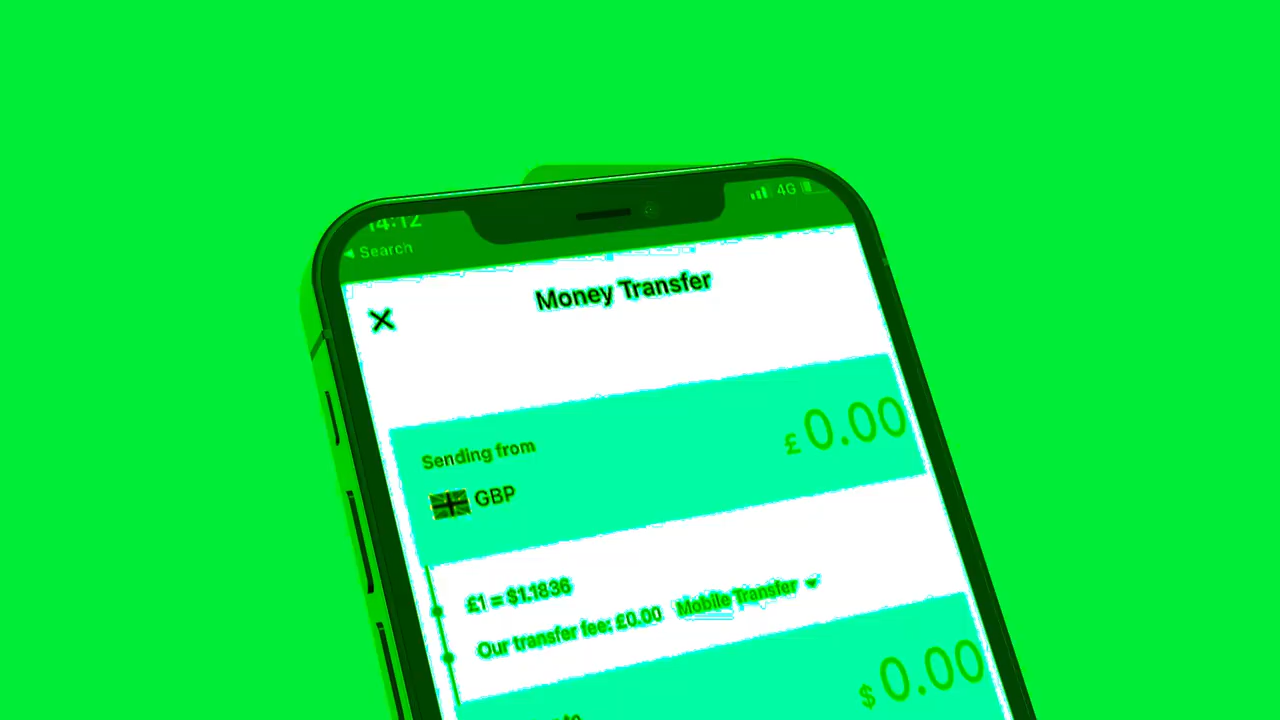 14:12
4G
Search
Money Transfer
Sending from
£0.00
GBP
£1 = $1.1836
Our transfer fee: £0.00 Mobile Transfer
$0.00